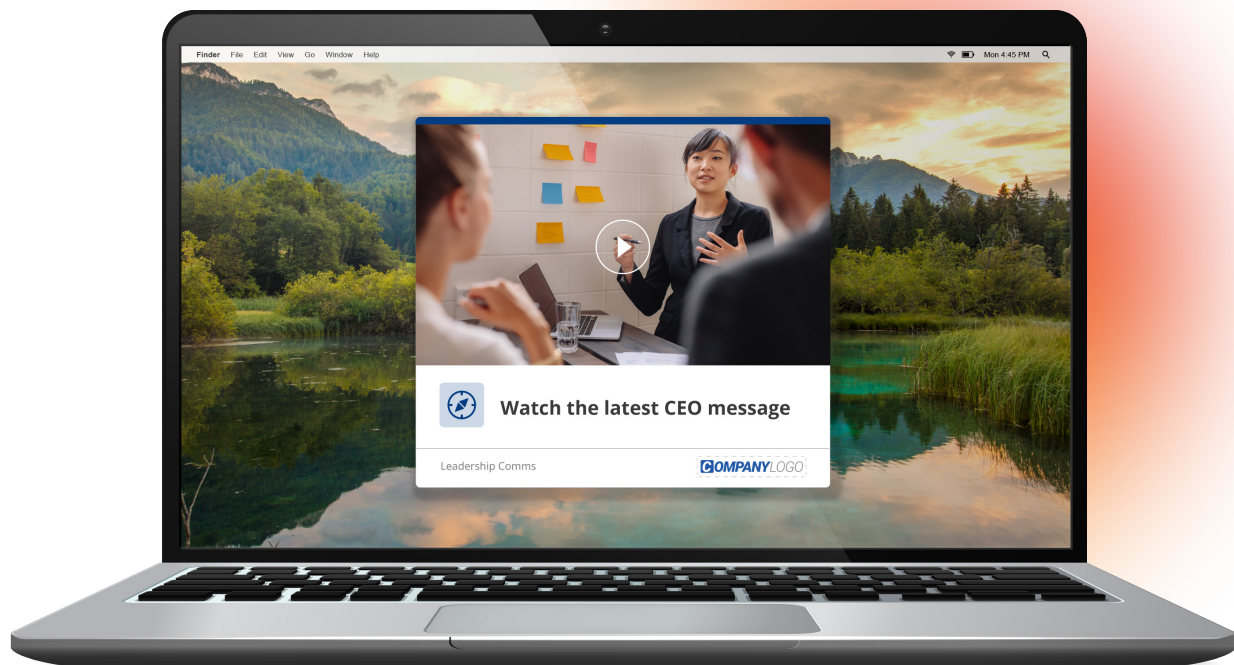 Finder File Edit View Go Window Help Mon 4:45 PM
Watch the latest CEO message
Leadership Comms COMPANYLOGO